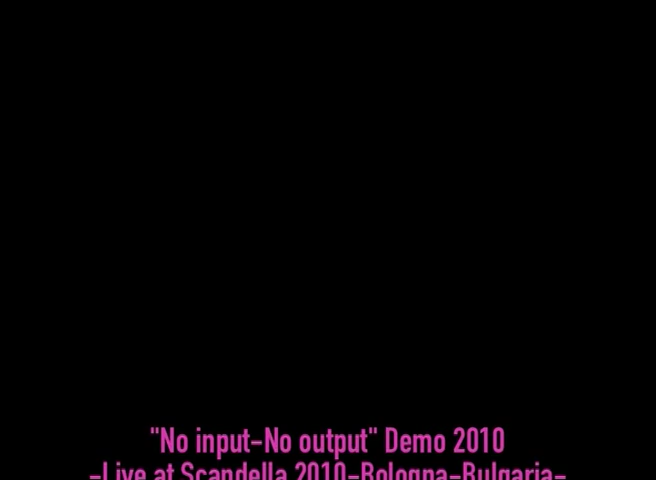 "No input-No output" Demo 2010
-Live at Scandella 2010-Bologna-Bulgaria-